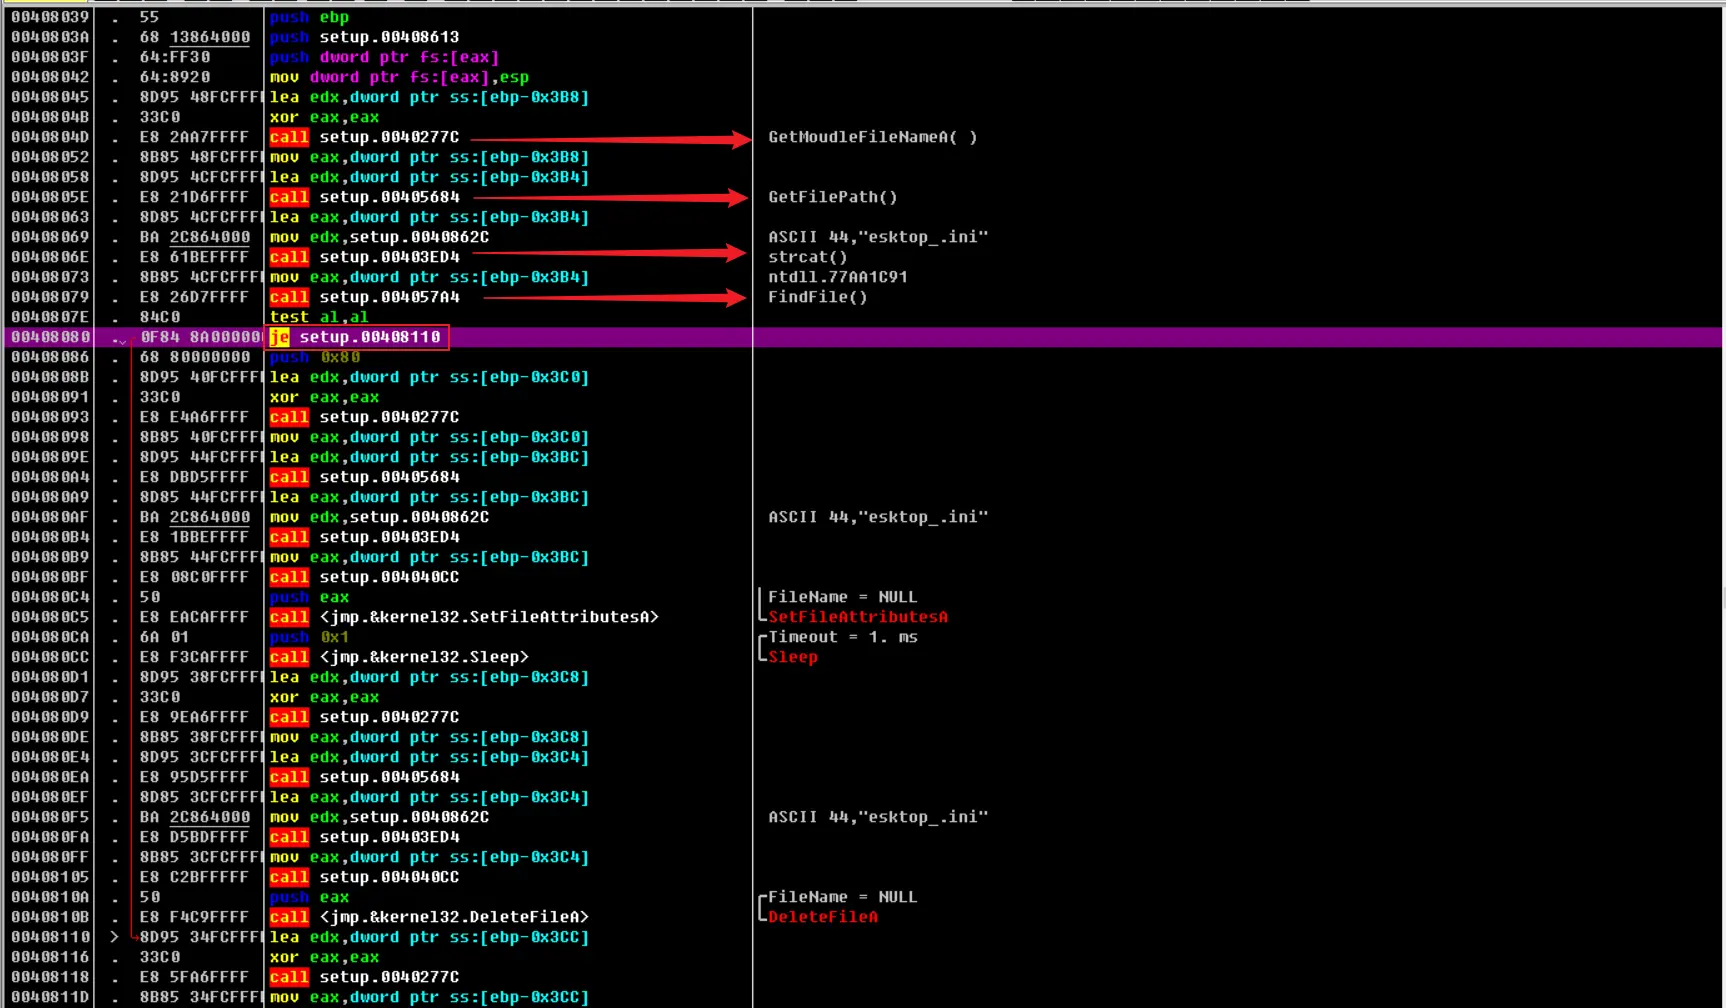 00408039 . 55 push ebp
0040803A . 68 13864000 push setup.00408613
0040803F . 64:FF30 push dword ptr fs:[eax]
00408042 . 64:8920 mov dword ptr fs:[eax],esp
00408045 . 8D95 48FCFFF lea edx,dword ptr ss:[ebp-0x3B8]
0040804B . 33C0 xor eax,eax
0040804D . E8 2AA7FFFF call setup.0040277C GetMoudleFileNameA( )
00408052 . 8B85 48FCFFF mov eax,dword ptr ss:[ebp-0x3B8]
00408058 . 8D95 4CFCFFF lea edx,dword ptr ss:[ebp-0x3B4]
0040805E . E8 21D6FFFF call setup.00405684 GetFilePath()
00408063 . 8D85 4CFCFFF lea eax,dword ptr ss:[ebp-0x3B4]
00408069 . BA 2C864000 mov edx,setup.0040862C ASCII 44,"esktop_.ini"
0040806E . E8 61BEFFFF call setup.00403ED4 strcat()
00408073 . 8B85 4CFCFFF mov eax,dword ptr ss:[ebp-0x3B4] ntdll.77AA1C91
00408079 . E8 26D7FFFF call setup.004057A4 FindFile()
0040807E . 84C0 test al,al
00408080 . 0F84 8A00000 je setup.00408110
00408086 . 68 80000000 push 0x80
0040808B . 8D95 40FCFFF lea edx,dword ptr ss:[ebp-0x3C0]
00408091 . 33C0 xor eax,eax
00408093 . E8 E4A6FFFF call setup.0040277C
00408098 . 8B85 40FCFFF mov eax,dword ptr ss:[ebp-0x3C0]
0040809E . 8D95 44FCFFF lea edx,dword ptr ss:[ebp-0x3BC]
004080A4 . E8 DBD5FFFF call setup.00405684
004080A9 . 8D85 44FCFFF lea eax,dword ptr ss:[ebp-0x3BC]
004080AF . BA 2C864000 mov edx,setup.0040862C ASCII 44,"esktop_.ini"
004080B4 . E8 1BBEFFFF call setup.00403ED4
004080B9 . 8B85 44FCFFF mov eax,dword ptr ss:[ebp-0x3BC]
004080BF . E8 08C0FFFF call setup.004040CC
004080C4 . 50 push eax FileName = NULL
004080C5 . E8 EACAFFFF call <jmp.&kernel32.SetFileAttributesA> SetFileAttributesA
004080CA . 6A 01 push 0x1 Timeout = 1. ms
004080CC . E8 F3CAFFFF call <jmp.&kernel32.Sleep> Sleep
004080D1 . 8D95 38FCFFF lea edx,dword ptr ss:[ebp-0x3C8]
004080D7 . 33C0 xor eax,eax
004080D9 . E8 9EA6FFFF call setup.0040277C
004080DE . 8B85 38FCFFF mov eax,dword ptr ss:[ebp-0x3C8]
004080E4 . 8D95 3CFCFFF lea edx,dword ptr ss:[ebp-0x3C4]
004080EA . E8 95D5FFFF call setup.00405684
004080EF . 8D85 3CFCFFF lea eax,dword ptr ss:[ebp-0x3C4]
004080F5 . BA 2C864000 mov edx,setup.0040862C ASCII 44,"esktop_.ini"
004080FA . E8 D5BDFFFF call setup.00403ED4
004080FF . 8B85 3CFCFFF mov eax,dword ptr ss:[ebp-0x3C4]
00408105 . E8 C2BFFFFF call setup.004040CC
0040810A . 50 push eax FileName = NULL
0040810B . E8 F4C9FFFF call <jmp.&kernel32.DeleteFileA> DeleteFileA
00408110 > 8D95 34FCFFF lea edx,dword ptr ss:[ebp-0x3CC]
00408116 . 33C0 xor eax,eax
00408118 . E8 5FA6FFFF call setup.0040277C
0040811D . 8B85 34FCFFF mov eax,dword ptr ss:[ebp-0x3CC]